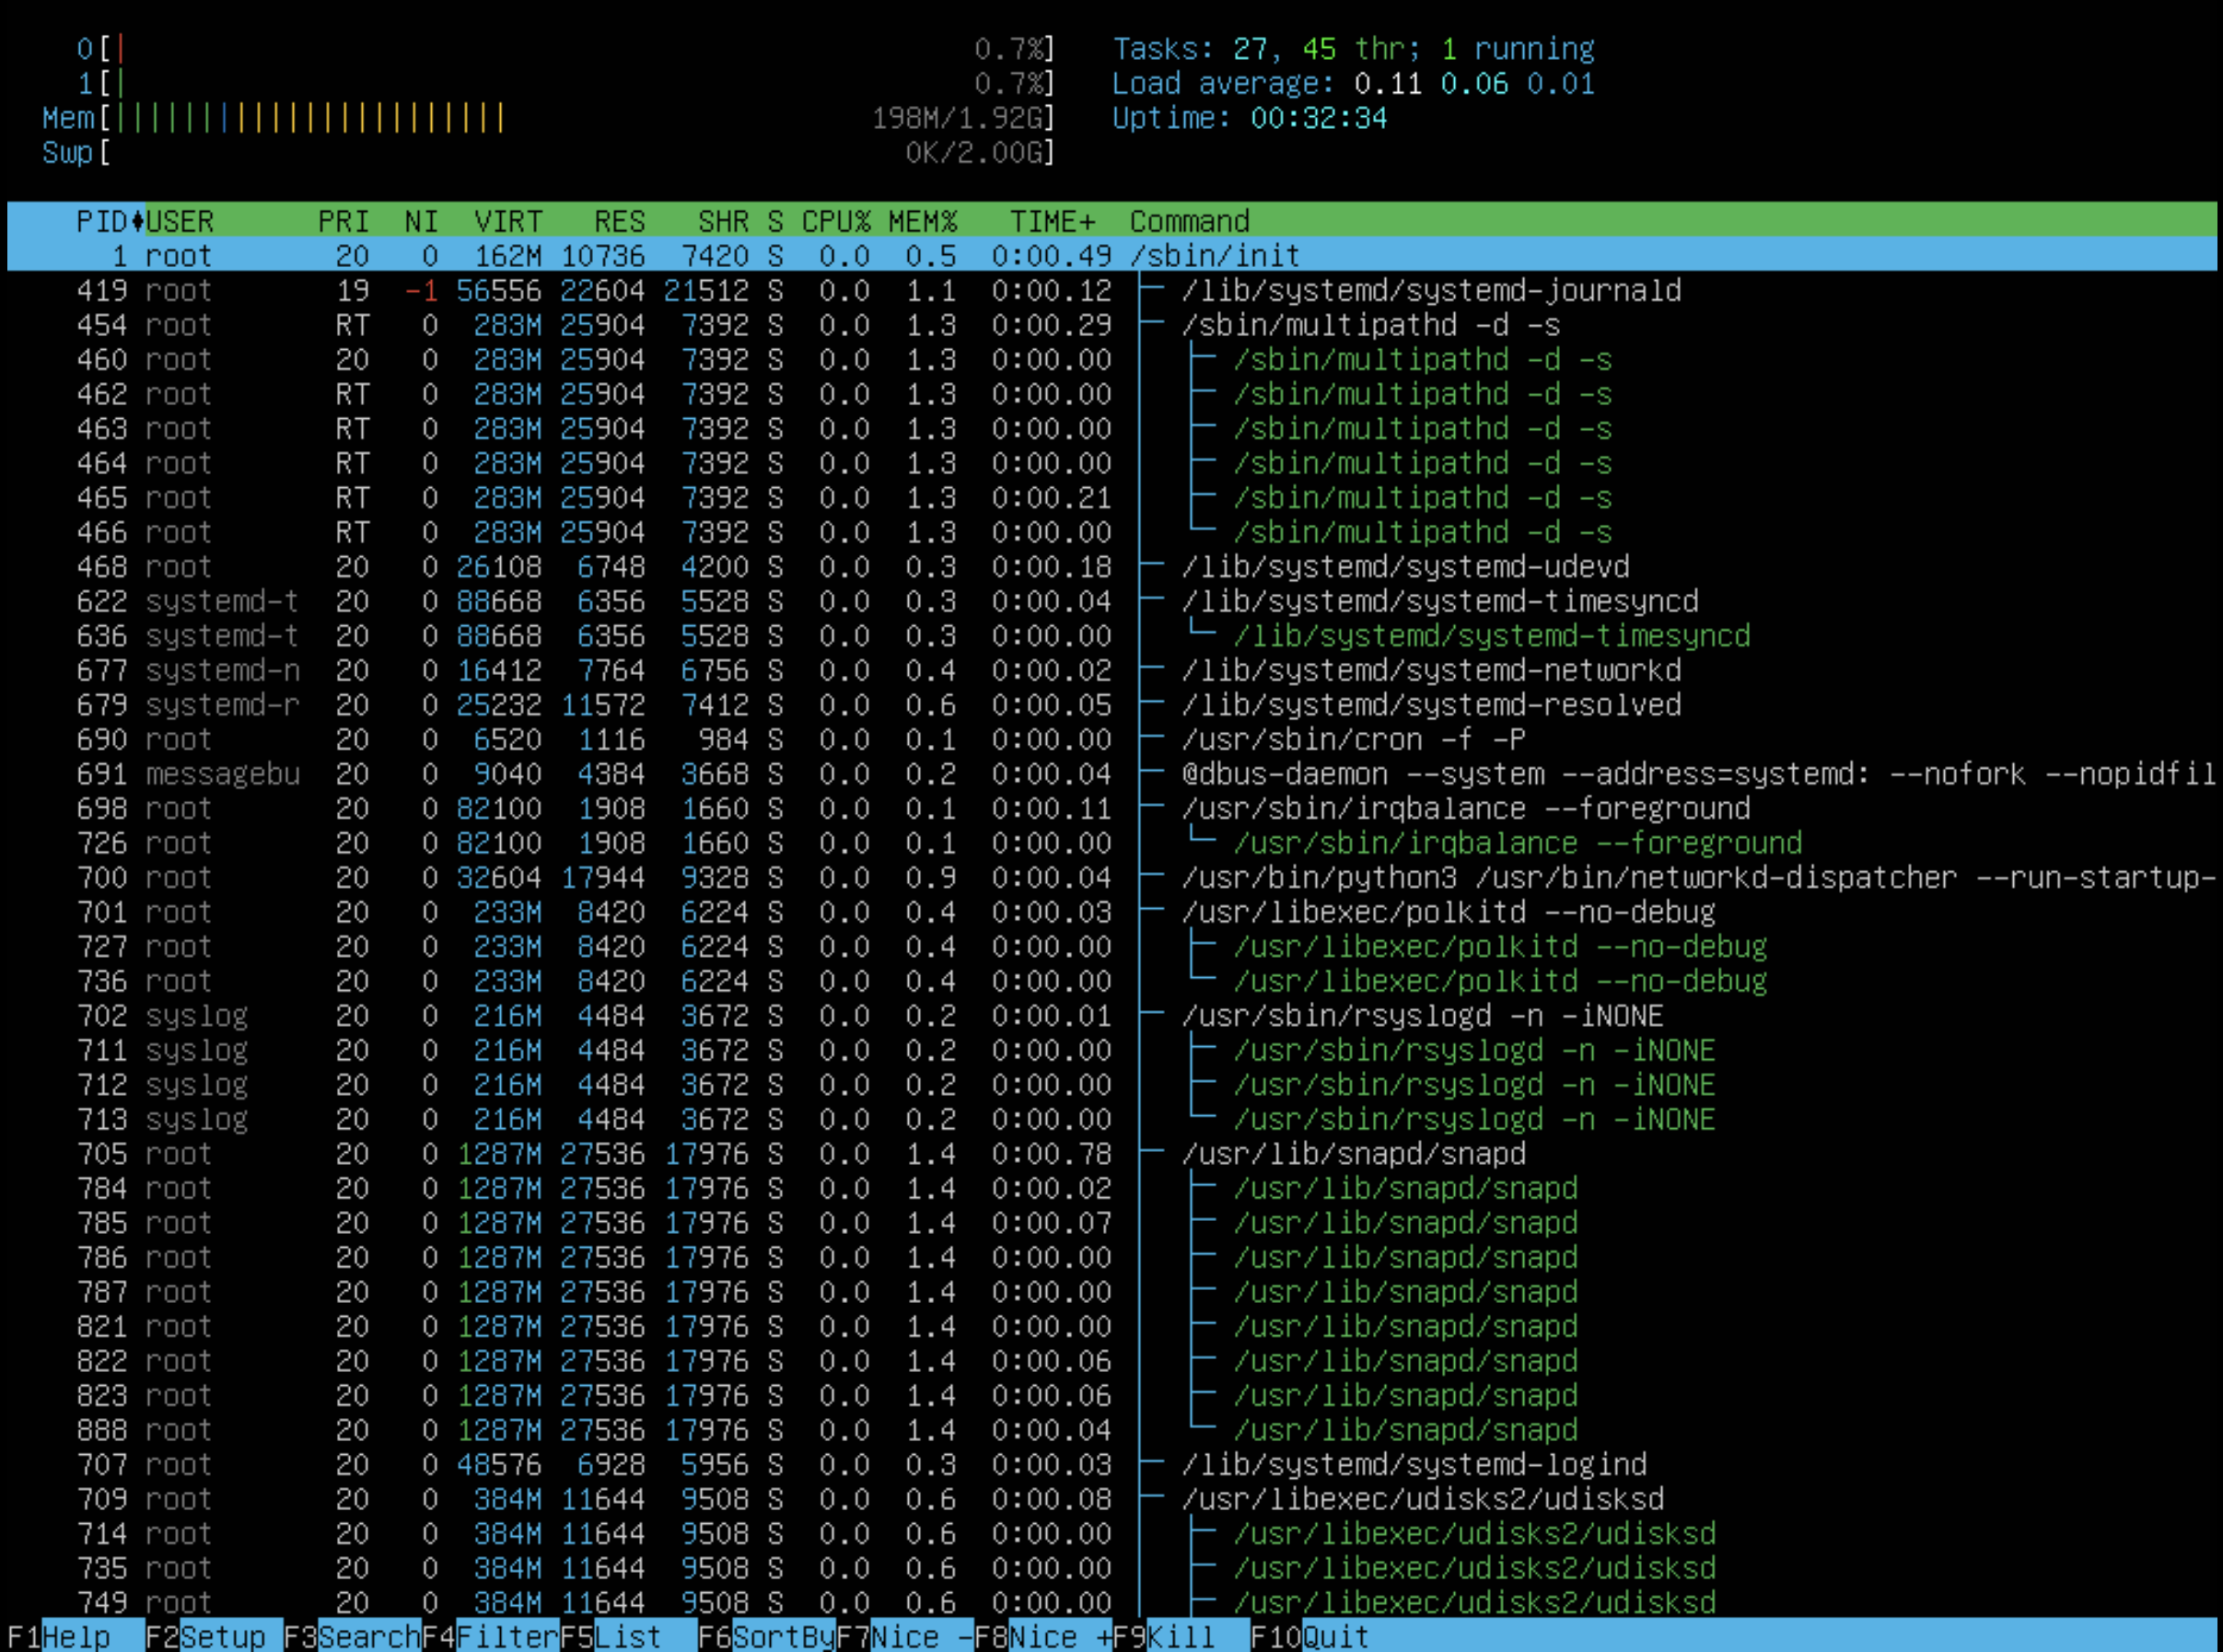 0[| 0.7%] Tasks: 27, 45 thr; 1 running
1[| 0.7%] Load average: 0.11 0.06 0.01
Mem[||||||||||||||||||||||| 198M/1.92G] Uptime: 00:32:34
Swp[ 0K/2.00G]
PID♦USER PRI NI VIRT RES SHR S CPU% MEM% TIME+ Command
1 root 20 0 162M 10736 7420 S 0.0 0.5 0:00.49 /sbin/init
419 root 19 -1 56556 22604 21512 S 0.0 1.1 0:00.12 ├─ /lib/systemd/systemd-journald
454 root RT 0 283M 25904 7392 S 0.0 1.3 0:00.29 ├─ /sbin/multipathd -d -s
460 root 20 0 283M 25904 7392 S 0.0 1.3 0:00.00 │ ├─ /sbin/multipathd -d -s
462 root RT 0 283M 25904 7392 S 0.0 1.3 0:00.00 │ ├─ /sbin/multipathd -d -s
463 root RT 0 283M 25904 7392 S 0.0 1.3 0:00.00 │ ├─ /sbin/multipathd -d -s
464 root RT 0 283M 25904 7392 S 0.0 1.3 0:00.00 │ ├─ /sbin/multipathd -d -s
465 root RT 0 283M 25904 7392 S 0.0 1.3 0:00.21 │ ├─ /sbin/multipathd -d -s
466 root RT 0 283M 25904 7392 S 0.0 1.3 0:00.00 │ └─ /sbin/multipathd -d -s
468 root 20 0 26108 6748 4200 S 0.0 0.3 0:00.18 ├─ /lib/systemd/systemd-udevd
622 systemd-t 20 0 88668 6356 5528 S 0.0 0.3 0:00.04 ├─ /lib/systemd/systemd-timesyncd
636 systemd-t 20 0 88668 6356 5528 S 0.0 0.3 0:00.00 │ └─ /lib/systemd/systemd-timesyncd
677 systemd-n 20 0 16412 7764 6756 S 0.0 0.4 0:00.02 ├─ /lib/systemd/systemd-networkd
679 systemd-r 20 0 25232 11572 7412 S 0.0 0.6 0:00.05 ├─ /lib/systemd/systemd-resolved
690 root 20 0 6520 1116 984 S 0.0 0.1 0:00.00 ├─ /usr/sbin/cron -f -P
691 messagebu 20 0 9040 4384 3668 S 0.0 0.2 0:00.04 ├─ @dbus-daemon --system --address=systemd: --nofork --nopidfil
698 root 20 0 82100 1908 1660 S 0.0 0.1 0:00.11 ├─ /usr/sbin/irqbalance --foreground
726 root 20 0 82100 1908 1660 S 0.0 0.1 0:00.00 │ └─ /usr/sbin/irqbalance --foreground
700 root 20 0 32604 17944 9328 S 0.0 0.9 0:00.04 ├─ /usr/bin/python3 /usr/bin/networkd-dispatcher --run-startup-
701 root 20 0 233M 8420 6224 S 0.0 0.4 0:00.03 ├─ /usr/libexec/polkitd --no-debug
727 root 20 0 233M 8420 6224 S 0.0 0.4 0:00.00 │ ├─ /usr/libexec/polkitd --no-debug
736 root 20 0 233M 8420 6224 S 0.0 0.4 0:00.00 │ └─ /usr/libexec/polkitd --no-debug
702 syslog 20 0 216M 4484 3672 S 0.0 0.2 0:00.01 ├─ /usr/sbin/rsyslogd -n -iNONE
711 syslog 20 0 216M 4484 3672 S 0.0 0.2 0:00.00 │ ├─ /usr/sbin/rsyslogd -n -iNONE
712 syslog 20 0 216M 4484 3672 S 0.0 0.2 0:00.00 │ ├─ /usr/sbin/rsyslogd -n -iNONE
713 syslog 20 0 216M 4484 3672 S 0.0 0.2 0:00.00 │ └─ /usr/sbin/rsyslogd -n -iNONE
705 root 20 0 1287M 27536 17976 S 0.0 1.4 0:00.78 ├─ /usr/lib/snapd/snapd
784 root 20 0 1287M 27536 17976 S 0.0 1.4 0:00.02 │ ├─ /usr/lib/snapd/snapd
785 root 20 0 1287M 27536 17976 S 0.0 1.4 0:00.07 │ ├─ /usr/lib/snapd/snapd
786 root 20 0 1287M 27536 17976 S 0.0 1.4 0:00.00 │ ├─ /usr/lib/snapd/snapd
787 root 20 0 1287M 27536 17976 S 0.0 1.4 0:00.00 │ ├─ /usr/lib/snapd/snapd
821 root 20 0 1287M 27536 17976 S 0.0 1.4 0:00.00 │ ├─ /usr/lib/snapd/snapd
822 root 20 0 1287M 27536 17976 S 0.0 1.4 0:00.06 │ ├─ /usr/lib/snapd/snapd
823 root 20 0 1287M 27536 17976 S 0.0 1.4 0:00.06 │ ├─ /usr/lib/snapd/snapd
888 root 20 0 1287M 27536 17976 S 0.0 1.4 0:00.04 │ └─ /usr/lib/snapd/snapd
707 root 20 0 48576 6928 5956 S 0.0 0.3 0:00.03 ├─ /lib/systemd/systemd-logind
709 root 20 0 384M 11644 9508 S 0.0 0.6 0:00.08 ├─ /usr/libexec/udisks2/udisksd
714 root 20 0 384M 11644 9508 S 0.0 0.6 0:00.00 │ ├─ /usr/libexec/udisks2/udisksd
735 root 20 0 384M 11644 9508 S 0.0 0.6 0:00.00 │ ├─ /usr/libexec/udisks2/udisksd
749 root 20 0 384M 11644 9508 S 0.0 0.6 0:00.00 │ ├─ /usr/libexec/udisks2/udisksd
F1Help F2Setup F3SearchF4FilterF5List F6SortByF7Nice -F8Nice +F9Kill F10Quit